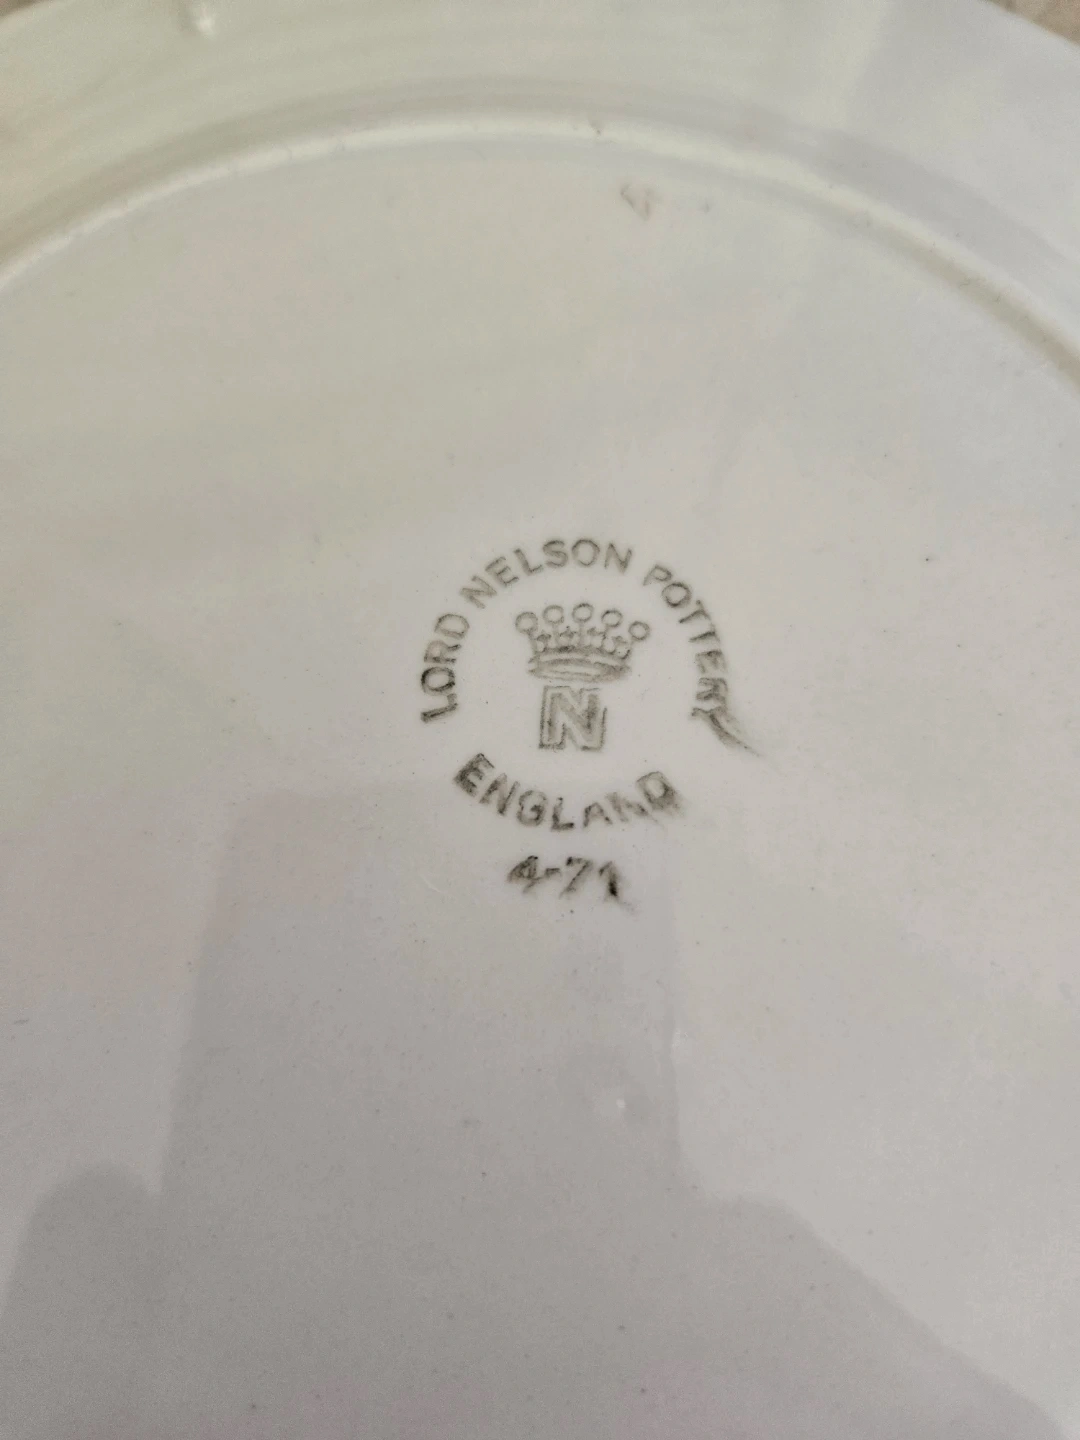 LORD NELSON POTTERY
N
ENGLAND
4-71